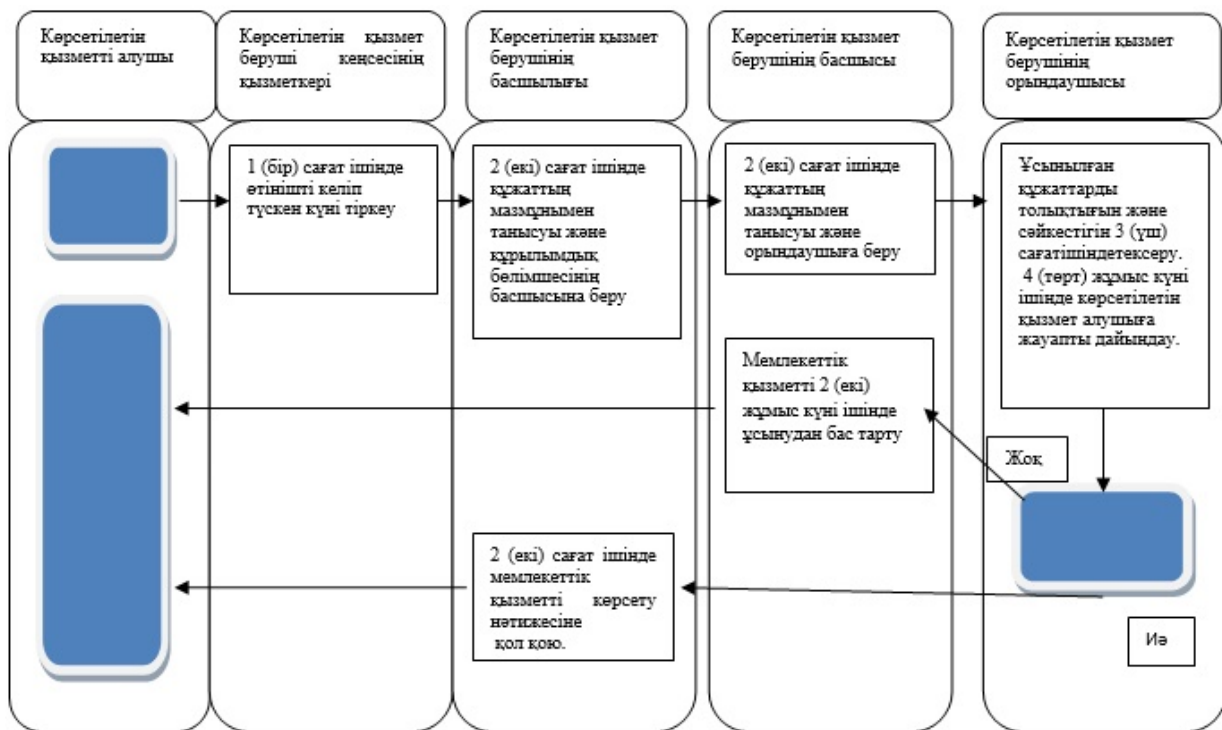 Көрсетілетін
қызметті алушы
Көрсетілетін қызмет
беруші кеңсесінің
қызметкері
Көрсетілетін қызмет
берушінің
басшылығы
Көрсетілетін қызмет
берушінің басшысы
Көрсетілетін қызмет
берушінің
орындаушысы
1 (бір) сағат ішінде
өтінішті келіп
түскен күні тіркеу
2 (екі) сағат ішінде
құжаттың
мазмұнымен
танысуы және
құрылымдық
бөлімшесінің
басшысына беру
2 (екі) сағат ішінде
құжаттың
мазмұнымен
танысуы және
орындаушыға беру
Ұсынылған
құжаттарды
толықтығын және
сәйкестігін 3 (үш)
сағатішіндетексеру.
4 (төрт) жұмыс күні
ішінде көрсетілетін
қызмет алушыға
жауапты дайындау.
Мемлекеттік
қызметті 2 (екі)
жұмыс күні ішінде
ұсынудан бас тарту
Жоқ
2 (екі) сағат ішінде
мемлекеттік
қызметті көрсету
нәтижесіне
қол қою.
Иә